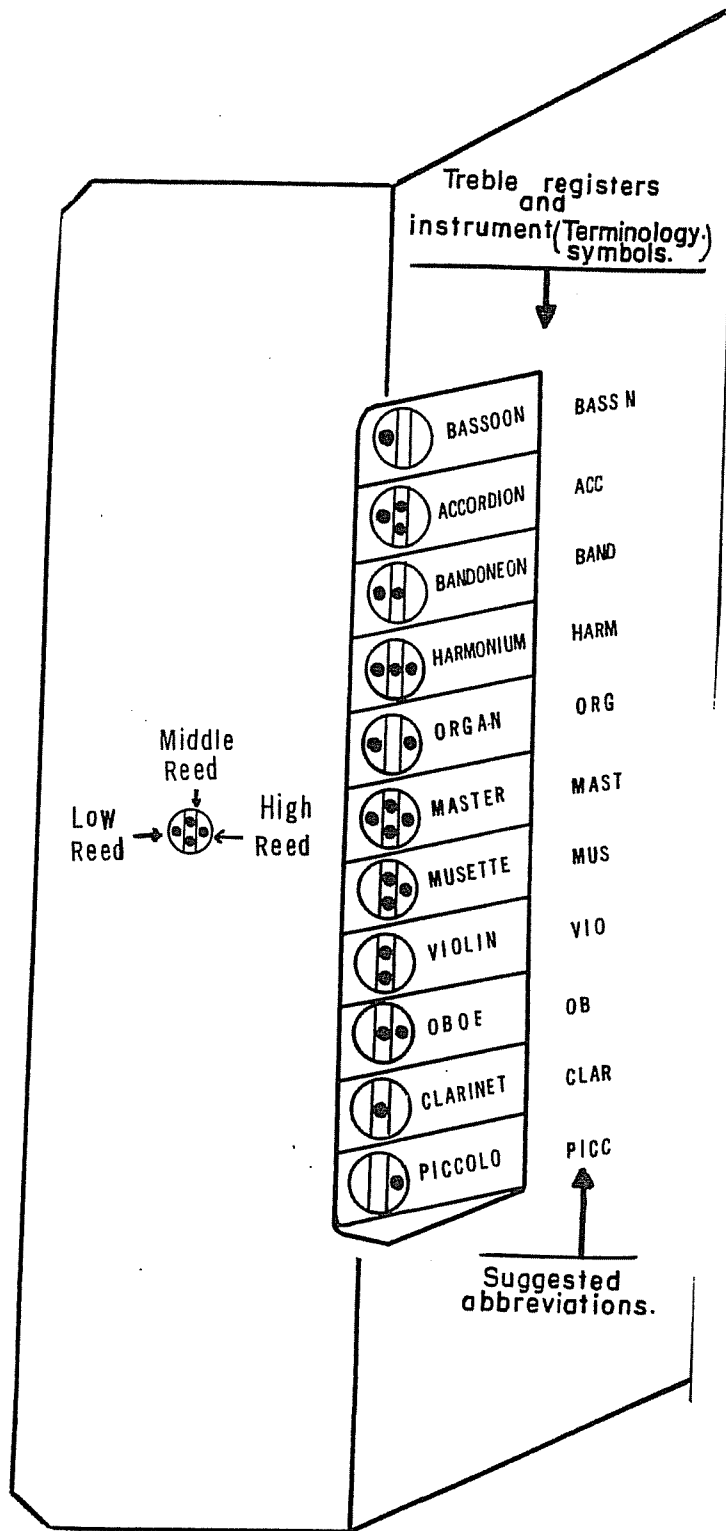 Treble registers
and
instrument (Terminology.)
symbols.
BASSOON BASS N
ACCORDION ACC
BANDONEON BAND
HARMONIUM HARM
ORGAN ORG
MASTER MAST
MUSETTE MUS
VIOLIN VIO
OBOE OB
CLARINET CLAR
PICCOLO PICC
Middle
Reed
Low
Reed
High
Reed
Suggested
abbreviations.